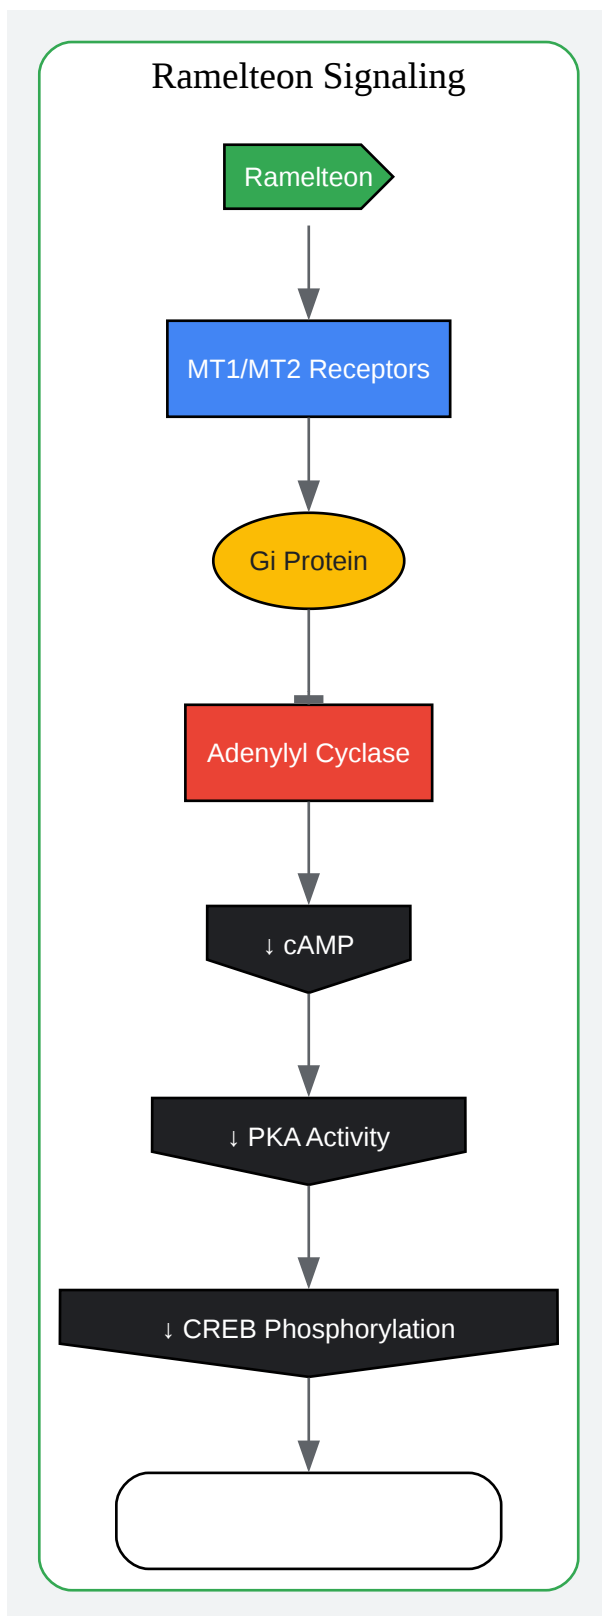 Ramelteon Signaling
Ramelteon
MT1/MT2 Receptors
Gi Protein
Adenylyl Cyclase
↓ cAMP
↓ PKA Activity
↓ CREB Phosphorylation